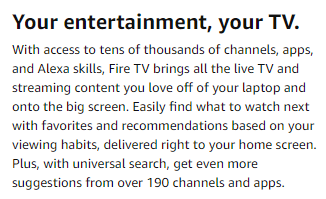 Your entertainment, your TV.
With access to tens of thousands of channels, apps,
and Alexa skills, Fire TV brings all the live TV and
streaming content you love off of your laptop and
onto the big screen. Easily find what to watch next
with favorites and recommendations based on your
viewing habits, delivered right to your home screen.
Plus, with universal search, get even more
suggestions from over 190 channels and apps.